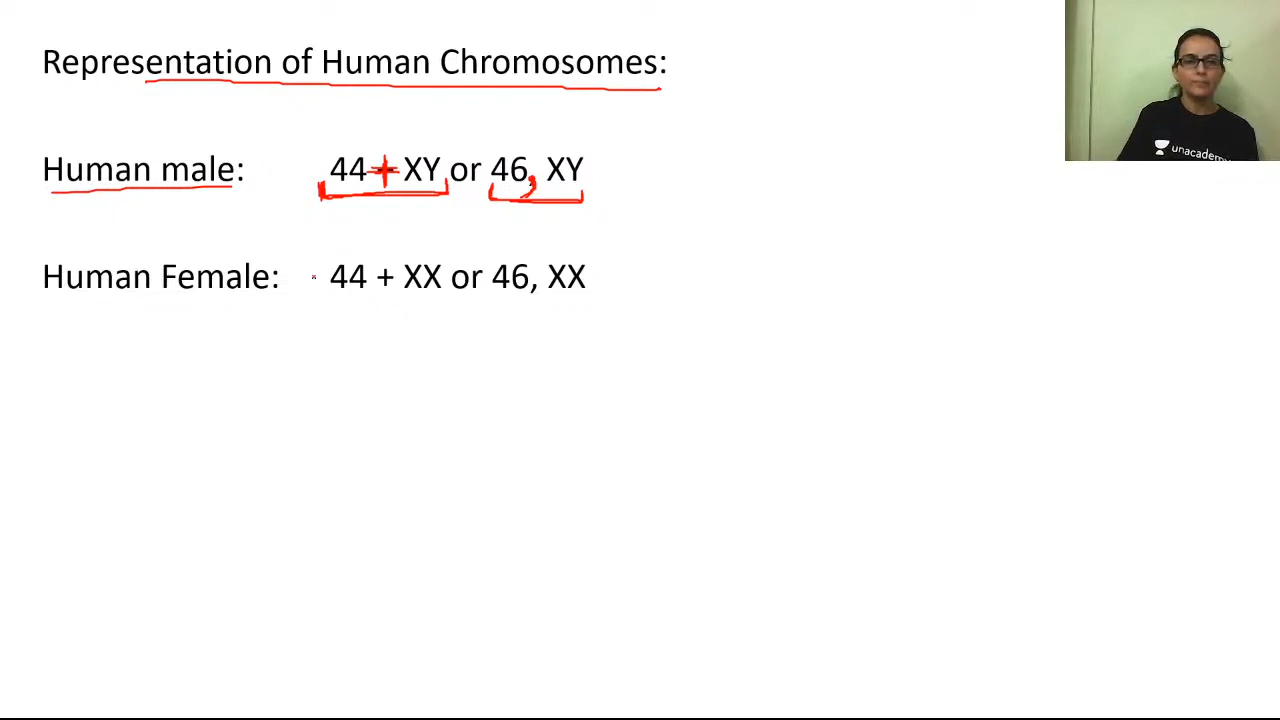 Representation of Human Chromosomes:
unacademy
Human male: 44 + XY or 46, XY
Human Female: 44 + XX or 46, XX